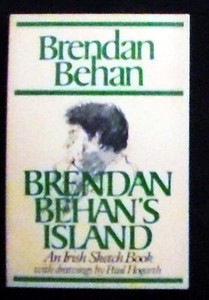 Brendan
Behan
BRENDAN
BEHAN'S
ISLAND
An Irish Sketch Book
with drawings by Paul Hogarth